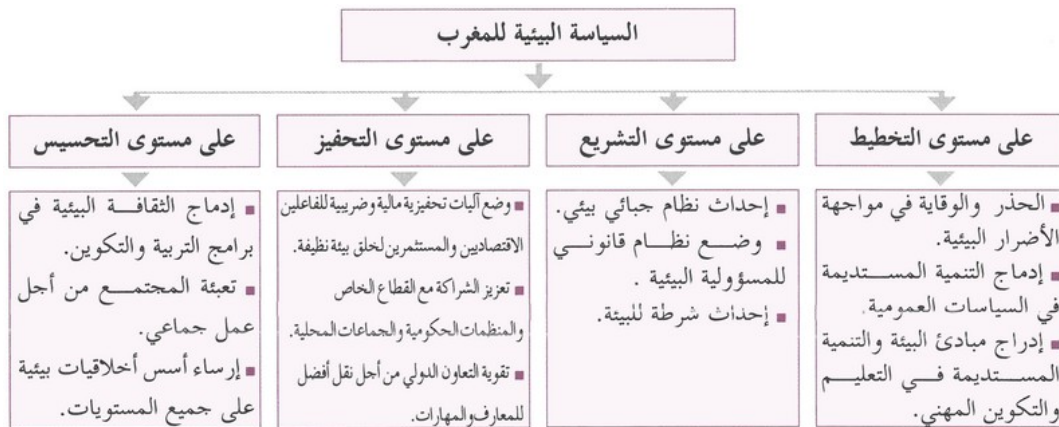 السياسة البيئية للمغرب
على مستوى التخطيط
■ الحذر والوقاية في مواجهة
الأضرار البيئية.
■ إدماج التنمية المستديمة
في السياسات العمومية.
■ إدراج مبادئ البيئة والتنمية
المستديمة في التعليم
والتكوين المهني.
على مستوى التشريع
■ إحداث نظام جبائي بيئي.
■ وضع نظام قانوني
للمسؤولية البيئية .
■ إحداث شرطة للبيئة.
على مستوى التحفيز
■ وضع آليات تحفيزية مالية وضريبية للفاعلين
الاقتصاديين والمستثمرين لخلق بيئة نظيفة.
■ تعزيز الشراكة مع القطاع الخاص
والمنظمات الحكومية والجماعات المحلية.
■ تقوية التعاون الدولي من أجل نقل أفضل
للمعارف والمهارات.
على مستوى التحسيس
■ إدماج الثقافة البيئية في
برامج التربية والتكوين.
■ تعبئة المجتمع من أجل
عمل جماعي.
■ إرساء أسس أخلاقيات بيئية
على جميع المستويات.